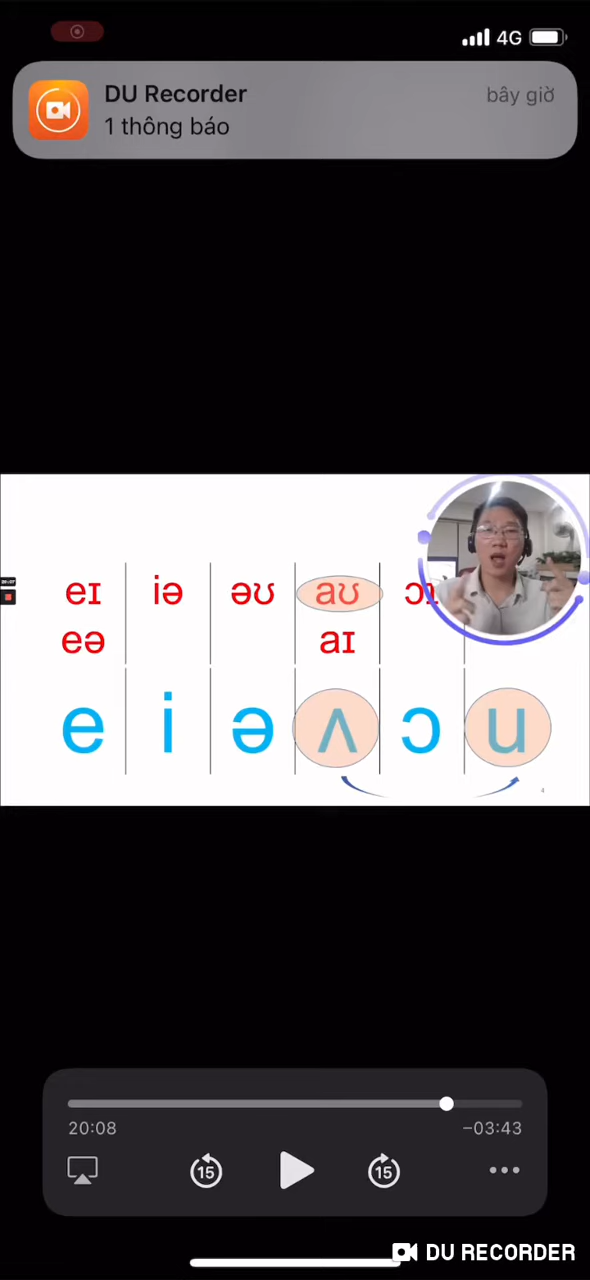 4G
DU Recorder
bây giờ
1 thông báo
eɪ iə əʊ aʊ
eə aɪ
e i ə ʌ ɔ u
4
20:08
−03:43
15
15
DU RECORDER